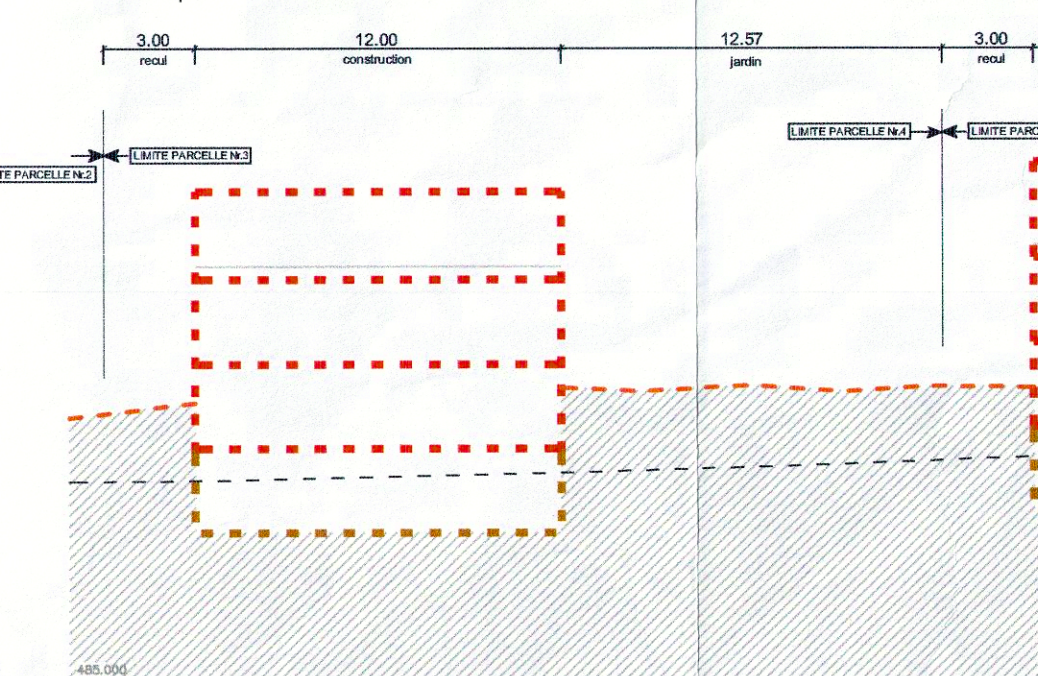 3.00 12.00 12.57 3.00
recul construction jardin recul
LIMITE PARCELLE Nr.4 LIMITE PARC
LIMITE PARCELLE Nr.3
TE PARCELLE Nr.2
485.000